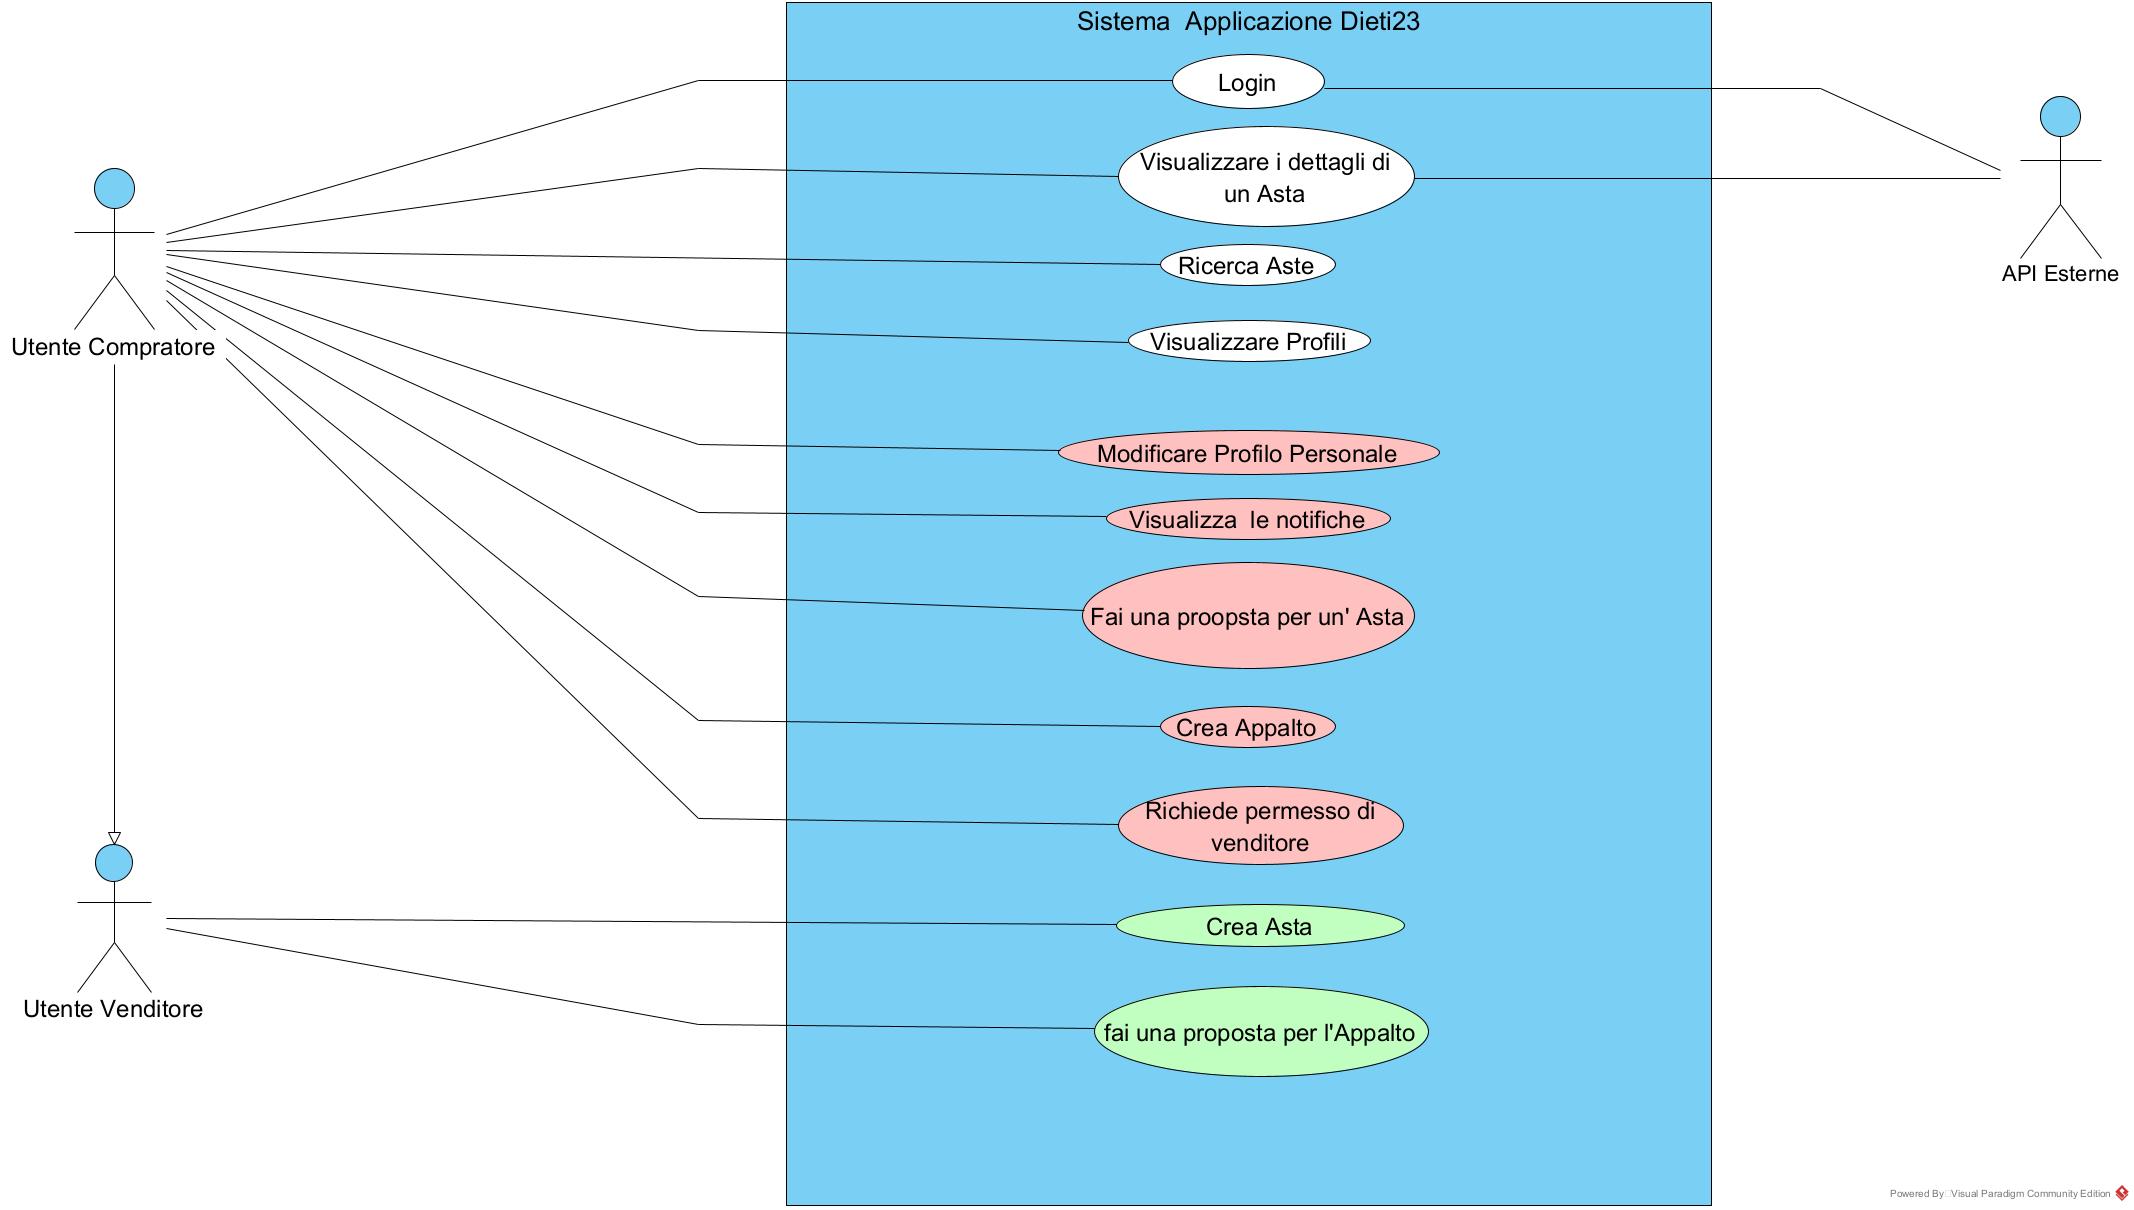 Sistema  Applicazione Dieti23
Login
Visualizzare i dettagli di
un Asta
Ricerca Aste
API Esterne
Visualizzare Profili
Utente Compratore
Modificare Profilo Personale
Visualizza  le notifiche
Fai una proopsta per un' Asta
Crea Appalto
Richiede permesso di
venditore
Crea Asta
Utente Venditore
fai una proposta per l'Appalto
Powered By Visual Paradigm Community Edition